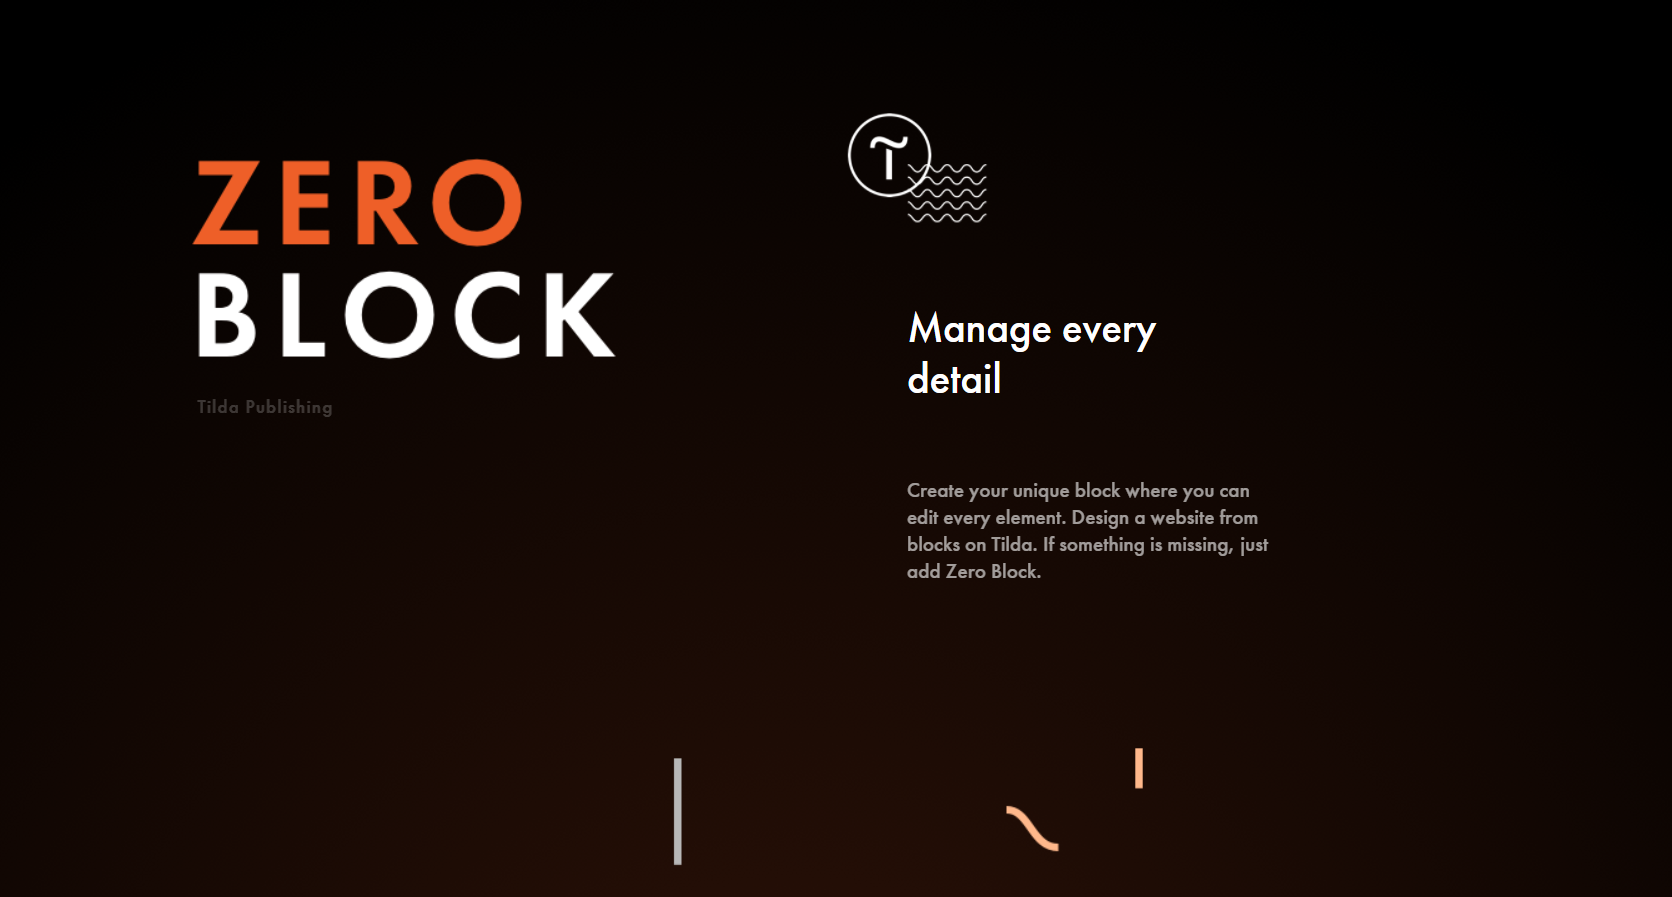 ZERO
BLOCK
Tilda Publishing
Manage every
detail
Create your unique block where you can
edit every element. Design a website from
blocks on Tilda. If something is missing, just
add Zero Block.